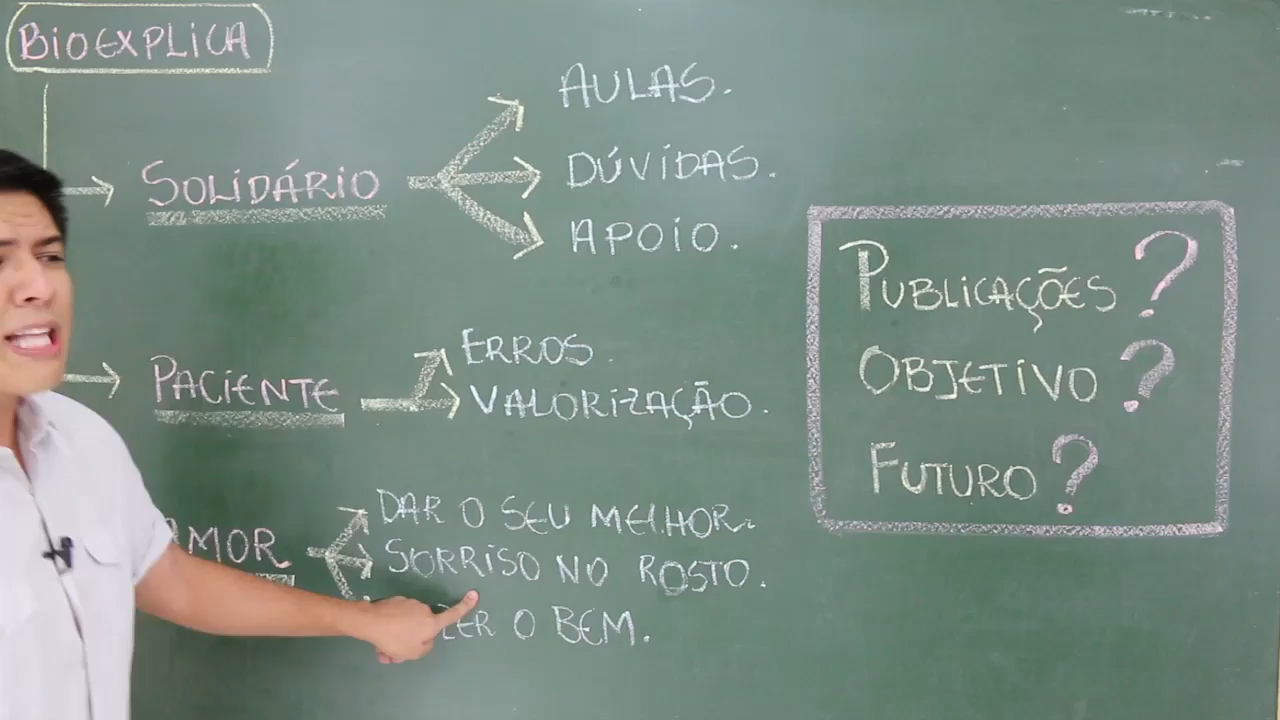 BIOEXPLICA
SOLIDÁRIO
AULAS.
DÚVIDAS.
APOIO.
PACIENTE
ERROS.
VALORIZAÇÃO.
AMOR
DAR O SEU MELHOR.
SORRISO NO ROSTO.
O BEM.
PUBLICAÇÕES?
OBJETIVO?
FUTURO?